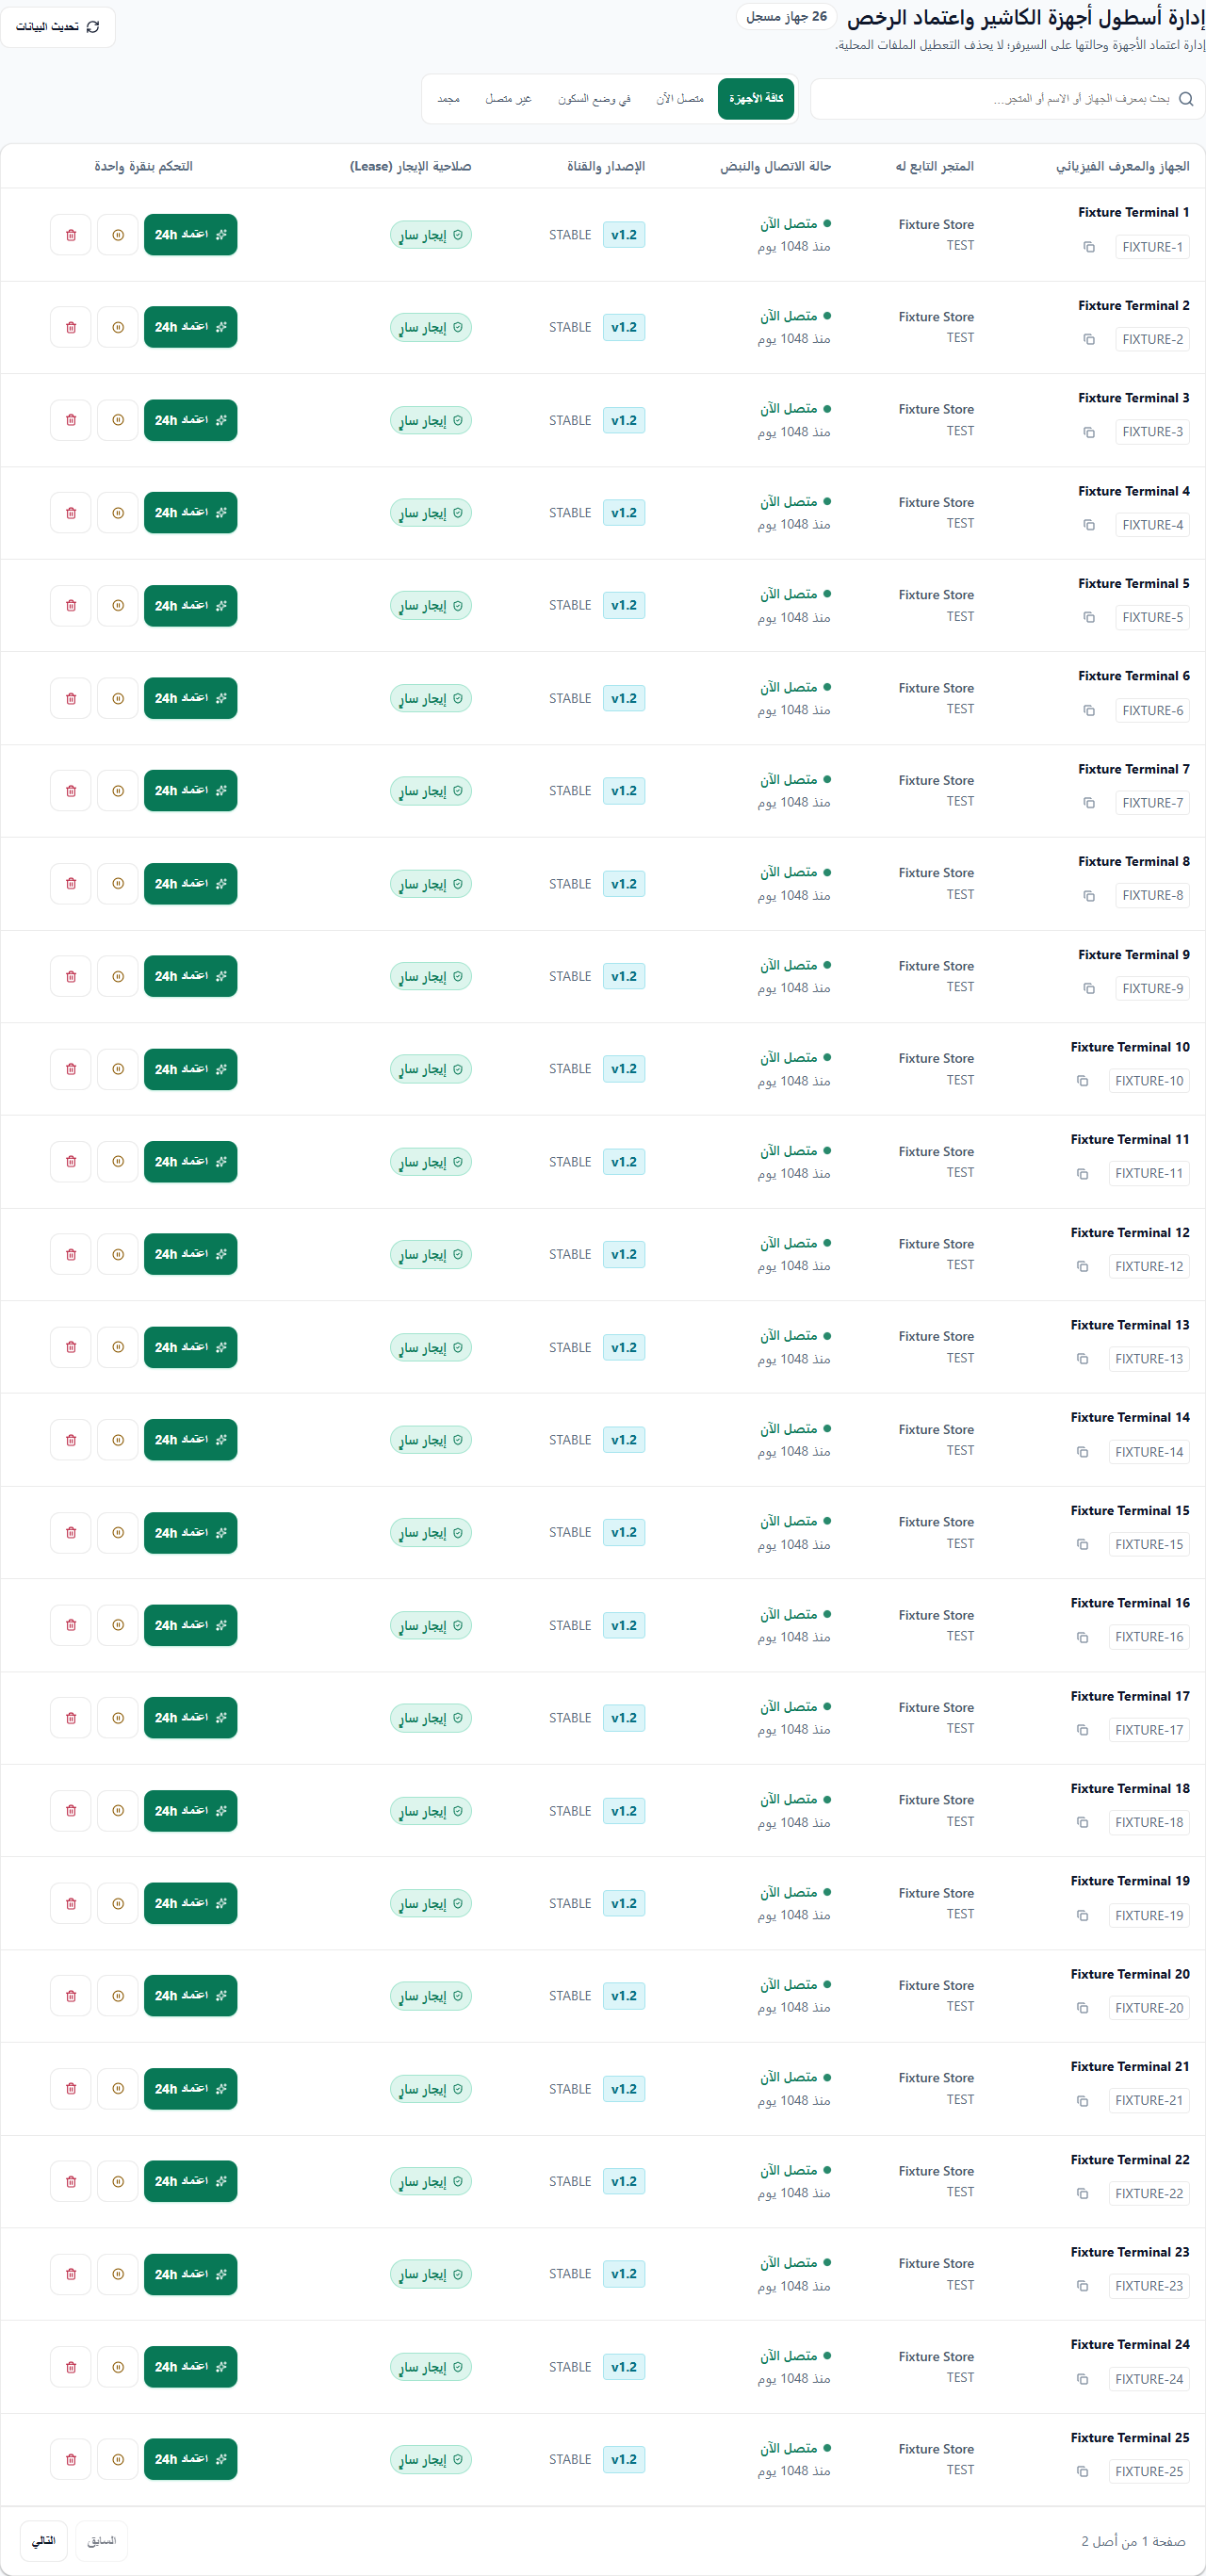 إدارة أسطول أجهزة الكاشير واعتماد الرخص
26 جهاز مسجل
إدارة اعتماد الأجهزة وحالتها على السيرفر؛ لا يحذف التعطيل الملفات المحلية.
تحديث البيانات
بحث بمعرف الجهاز أو الاسم أو المتجر...
كافة الأجهزة
متصل الآن
في وضع السكون
غير متصل
مجمد
الجهاز والمعرف الفيزيائي
المتجر التابع له
حالة الاتصال والنبض
الإصدار والقناة
صلاحية الإيجار (Lease)
التحكم بنقرة واحدة
Fixture Terminal 1
FIXTURE-1
Fixture Store
TEST
متصل الآن
منذ 1048 يوم
v1.2 STABLE
إيجار سارٍ
اعتماد 24h
Fixture Terminal 2
FIXTURE-2
Fixture Store
TEST
متصل الآن
منذ 1048 يوم
v1.2 STABLE
إيجار سارٍ
اعتماد 24h
Fixture Terminal 3
FIXTURE-3
Fixture Store
TEST
متصل الآن
منذ 1048 يوم
v1.2 STABLE
إيجار سارٍ
اعتماد 24h
Fixture Terminal 4
FIXTURE-4
Fixture Store
TEST
متصل الآن
منذ 1048 يوم
v1.2 STABLE
إيجار سارٍ
اعتماد 24h
Fixture Terminal 5
FIXTURE-5
Fixture Store
TEST
متصل الآن
منذ 1048 يوم
v1.2 STABLE
إيجار سارٍ
اعتماد 24h
Fixture Terminal 6
FIXTURE-6
Fixture Store
TEST
متصل الآن
منذ 1048 يوم
v1.2 STABLE
إيجار سارٍ
اعتماد 24h
Fixture Terminal 7
FIXTURE-7
Fixture Store
TEST
متصل الآن
منذ 1048 يوم
v1.2 STABLE
إيجار سارٍ
اعتماد 24h
Fixture Terminal 8
FIXTURE-8
Fixture Store
TEST
متصل الآن
منذ 1048 يوم
v1.2 STABLE
إيجار سارٍ
اعتماد 24h
Fixture Terminal 9
FIXTURE-9
Fixture Store
TEST
متصل الآن
منذ 1048 يوم
v1.2 STABLE
إيجار سارٍ
اعتماد 24h
Fixture Terminal 10
FIXTURE-10
Fixture Store
TEST
متصل الآن
منذ 1048 يوم
v1.2 STABLE
إيجار سارٍ
اعتماد 24h
Fixture Terminal 11
FIXTURE-11
Fixture Store
TEST
متصل الآن
منذ 1048 يوم
v1.2 STABLE
إيجار سارٍ
اعتماد 24h
Fixture Terminal 12
FIXTURE-12
Fixture Store
TEST
متصل الآن
منذ 1048 يوم
v1.2 STABLE
إيجار سارٍ
اعتماد 24h
Fixture Terminal 13
FIXTURE-13
Fixture Store
TEST
متصل الآن
منذ 1048 يوم
v1.2 STABLE
إيجار سارٍ
اعتماد 24h
Fixture Terminal 14
FIXTURE-14
Fixture Store
TEST
متصل الآن
منذ 1048 يوم
v1.2 STABLE
إيجار سارٍ
اعتماد 24h
Fixture Terminal 15
FIXTURE-15
Fixture Store
TEST
متصل الآن
منذ 1048 يوم
v1.2 STABLE
إيجار سارٍ
اعتماد 24h
Fixture Terminal 16
FIXTURE-16
Fixture Store
TEST
متصل الآن
منذ 1048 يوم
v1.2 STABLE
إيجار سارٍ
اعتماد 24h
Fixture Terminal 17
FIXTURE-17
Fixture Store
TEST
متصل الآن
منذ 1048 يوم
v1.2 STABLE
إيجار سارٍ
اعتماد 24h
Fixture Terminal 18
FIXTURE-18
Fixture Store
TEST
متصل الآن
منذ 1048 يوم
v1.2 STABLE
إيجار سارٍ
اعتماد 24h
Fixture Terminal 19
FIXTURE-19
Fixture Store
TEST
متصل الآن
منذ 1048 يوم
v1.2 STABLE
إيجار سارٍ
اعتماد 24h
Fixture Terminal 20
FIXTURE-20
Fixture Store
TEST
متصل الآن
منذ 1048 يوم
v1.2 STABLE
إيجار سارٍ
اعتماد 24h
Fixture Terminal 21
FIXTURE-21
Fixture Store
TEST
متصل الآن
منذ 1048 يوم
v1.2 STABLE
إيجار سارٍ
اعتماد 24h
Fixture Terminal 22
FIXTURE-22
Fixture Store
TEST
متصل الآن
منذ 1048 يوم
v1.2 STABLE
إيجار سارٍ
اعتماد 24h
Fixture Terminal 23
FIXTURE-23
Fixture Store
TEST
متصل الآن
منذ 1048 يوم
v1.2 STABLE
إيجار سارٍ
اعتماد 24h
Fixture Terminal 24
FIXTURE-24
Fixture Store
TEST
متصل الآن
منذ 1048 يوم
v1.2 STABLE
إيجار سارٍ
اعتماد 24h
Fixture Terminal 25
FIXTURE-25
Fixture Store
TEST
متصل الآن
منذ 1048 يوم
v1.2 STABLE
إيجار سارٍ
اعتماد 24h
صفحة 1 من أصل 2
السابق
التالي